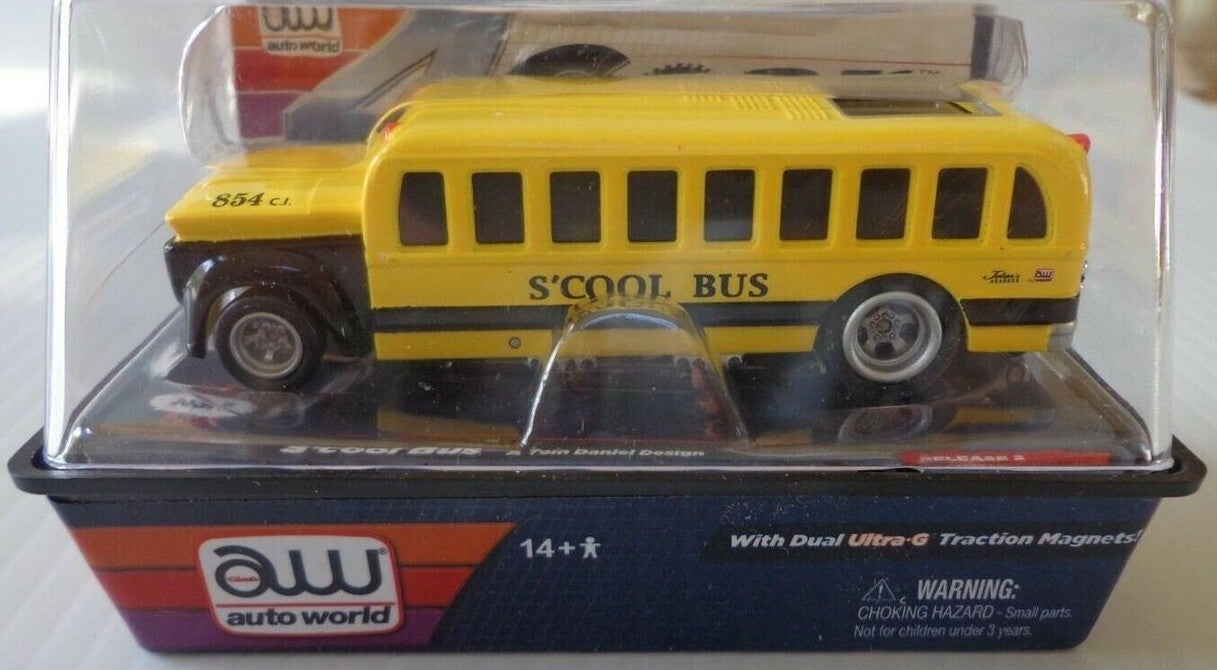 aw
auto world
854 C.I.
S'COOL BUS
aw
S'COOL BUS - A Tom Daniel Design
RELEASE 3
aw
auto world
14+
With Dual Ultra-G Traction Magnets!
WARNING:
CHOKING HAZARD - Small parts.
Not for children under 3 years.